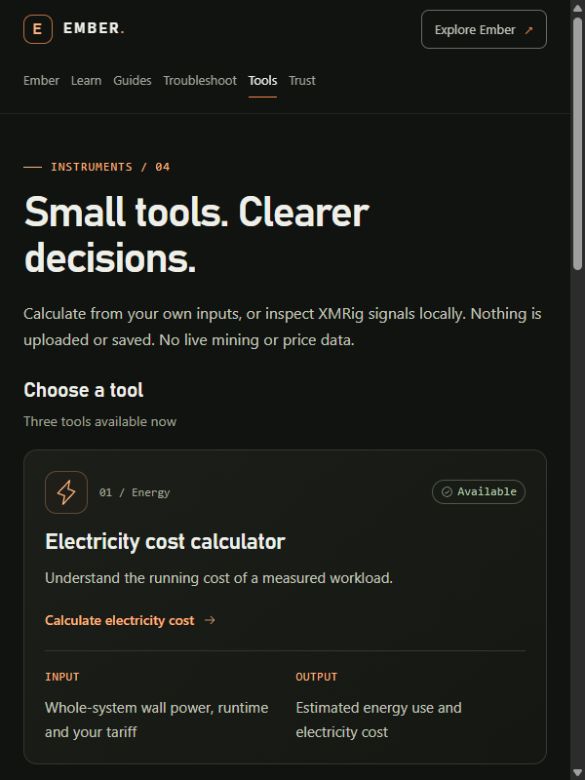 E EMBER.
Explore Ember ↗
Ember Learn Guides Troubleshoot Tools Trust
INSTRUMENTS / 04
Small tools. Clearer
decisions.
Calculate from your own inputs, or inspect XMRig signals locally. Nothing is
uploaded or saved. No live mining or price data.
Choose a tool
Three tools available now
01 / Energy
Available
Electricity cost calculator
Understand the running cost of a measured workload.
Calculate electricity cost →
INPUT
Whole-system wall power, runtime
and your tariff
OUTPUT
Estimated energy use and
electricity cost